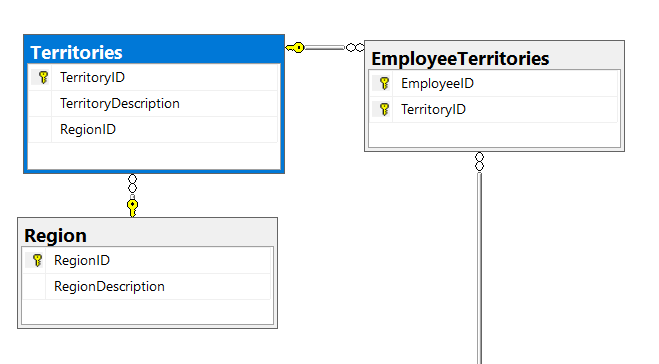 Territories
TerritoryID
TerritoryDescription
RegionID
EmployeeTerritories
EmployeeID
TerritoryID
Region
RegionID
RegionDescription